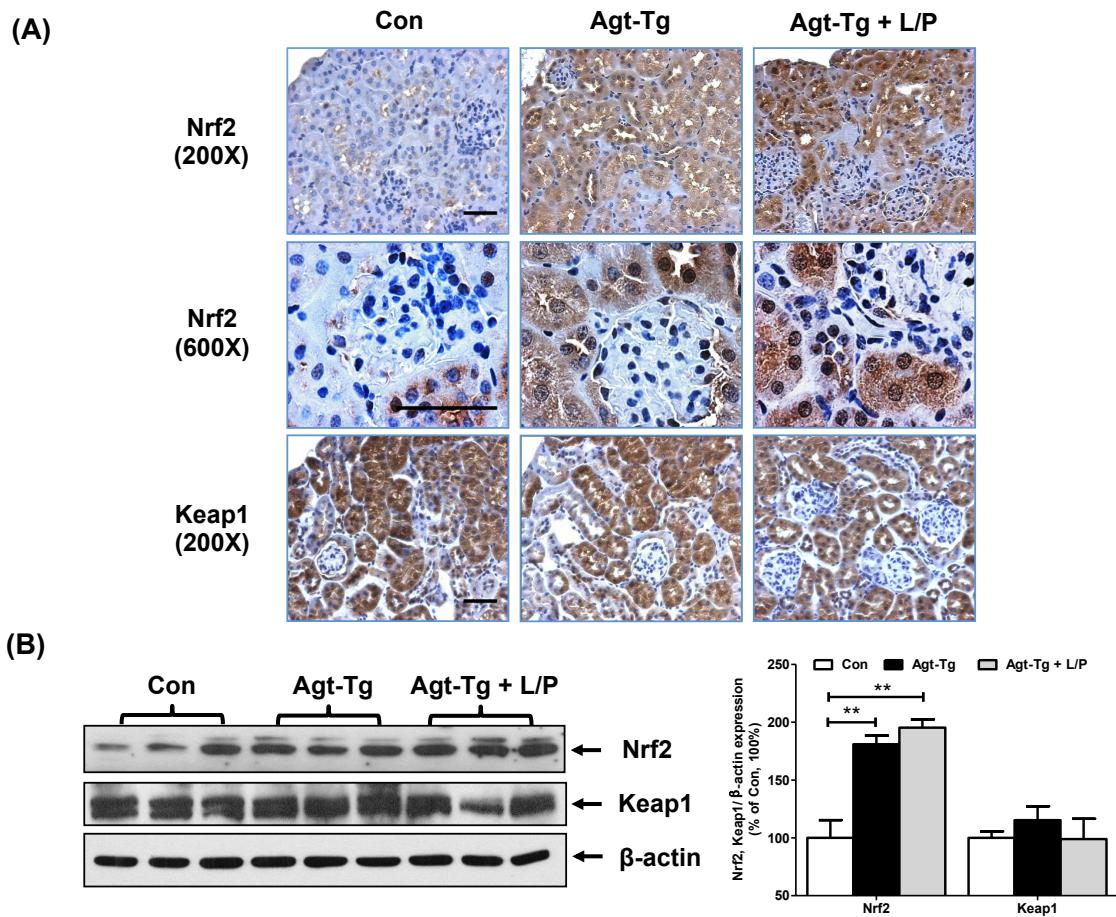 (A)
Con
Agt-Tg
Agt-Tg + L/P
Nrf2
(200X)
Nrf2
(600X)
Keap1
(200X)
(B)
Con
Agt-Tg
Agt-Tg + L/P
Nrf2
Keap1
β-actin
Nrf2, Keap1/β-actin expression
(% of Con, 100%)
Con
Agt-Tg
Agt-Tg + L/P
250
200
150
100
50
**
**
Nrf2
Keap1